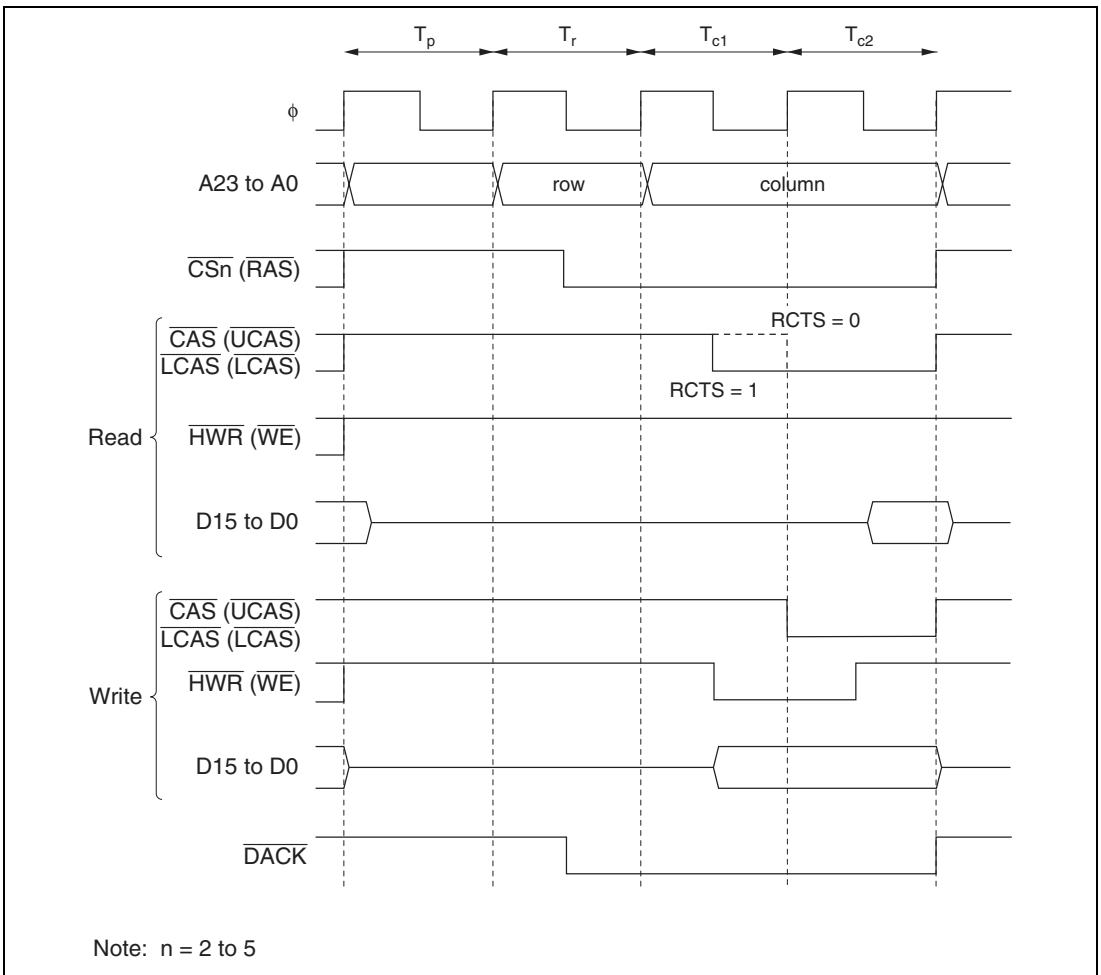 Tp Tr Tc1 Tc2
φ
A23 to A0 row column
CSn (RAS)
RCTS = 0
CAS (UCAS)
LCAS (LCAS)
RCTS = 1
Read HWR (WE)
D15 to D0
CAS (UCAS)
LCAS (LCAS)
HWR (WE)
Write
D15 to D0
DACK
Note: n = 2 to 5